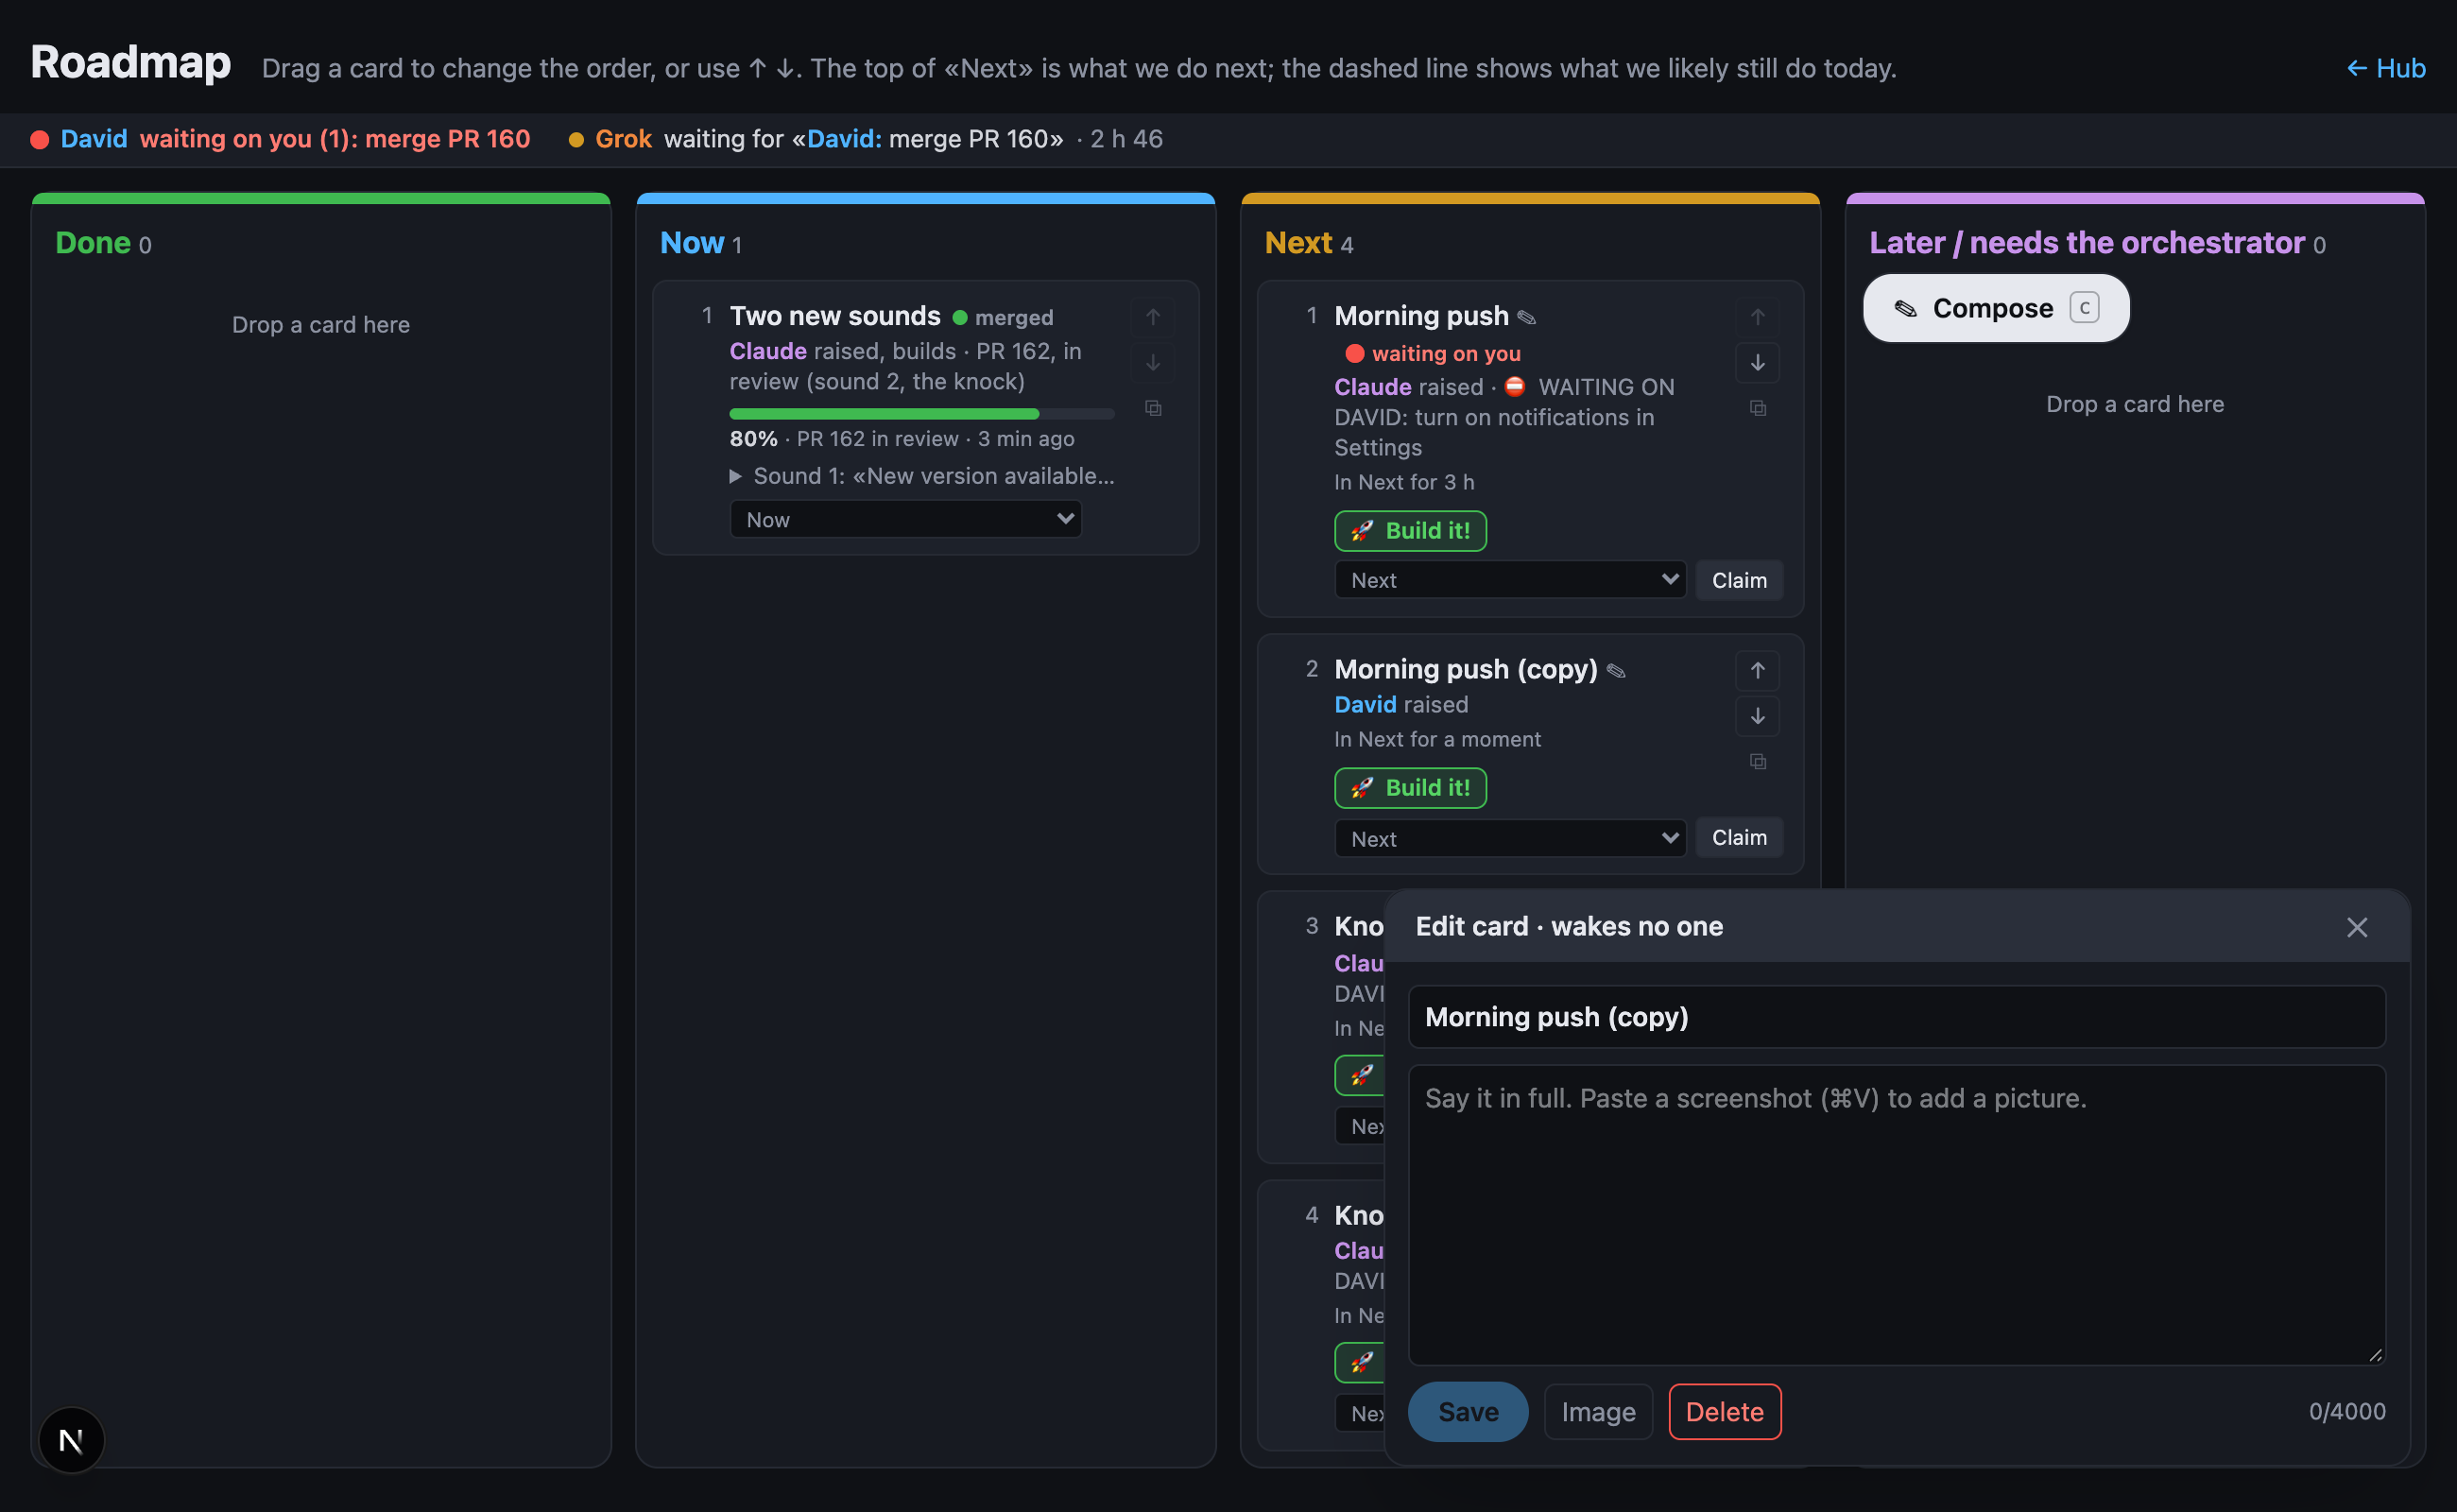 Roadmap Drag a card to change the order, or use ↑ ↓. The top of «Next» is what we do next; the dashed line shows what we likely still do today. ← Hub
David waiting on you (1): merge PR 160 Grok waiting for «David: merge PR 160» · 2 h 46
Done 0
Drop a card here
Now 1
1 Two new sounds merged
Claude raised, builds · PR 162, in
review (sound 2, the knock)
80% · PR 162 in review · 3 min ago
▶ Sound 1: «New version available...
Now
Next 4
1 Morning push ✎
waiting on you
Claude raised · ⛔ WAITING ON
DAVID: turn on notifications in
Settings
In Next for 3 h
🚀 Build it!
Next Claim
2 Morning push (copy) ✎
David raised
In Next for a moment
🚀 Build it!
Next Claim
3 Kno
Clau
DAVI
In Ne
🚀
Nex
4 Kno
Clau
DAVI
In Ne
🚀
Nex
Later / needs the orchestrator 0
✎ Compose C
Drop a card here
Edit card · wakes no one
Morning push (copy)
Say it in full. Paste a screenshot (⌘V) to add a picture.
Save Image Delete 0/4000
N